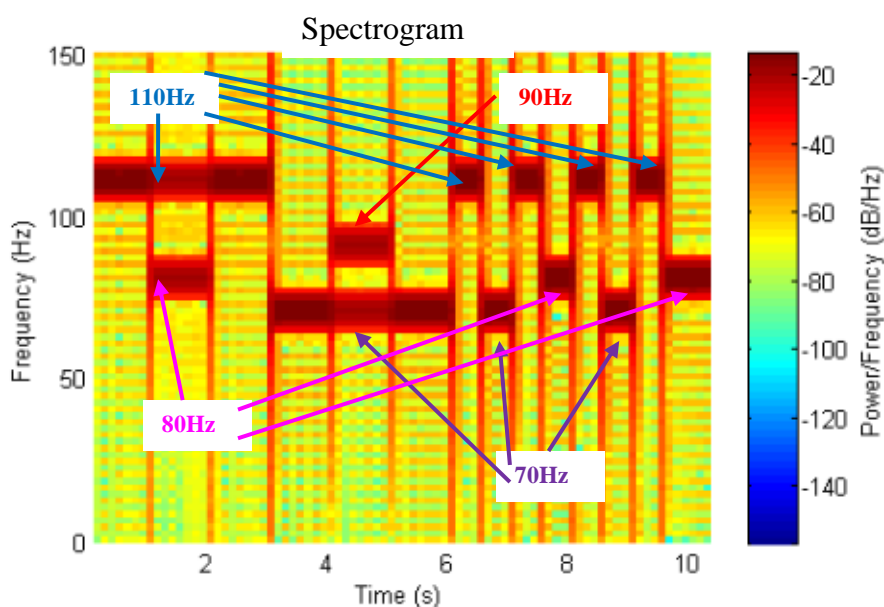 Spectrogram
150
100
50
0
Frequency (Hz)
110Hz
90Hz
80Hz
70Hz
2
4
6
8
10
Time (s)
-20
-40
-60
-80
-100
-120
-140
Power/Frequency (dB/Hz)